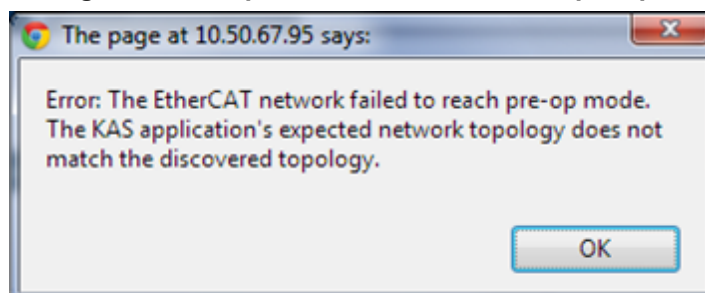 The page at 10.50.67.95 says:
Error: The EtherCAT network failed to reach pre-op mode.
The KAS application's expected network topology does not
match the discovered topology.
OK